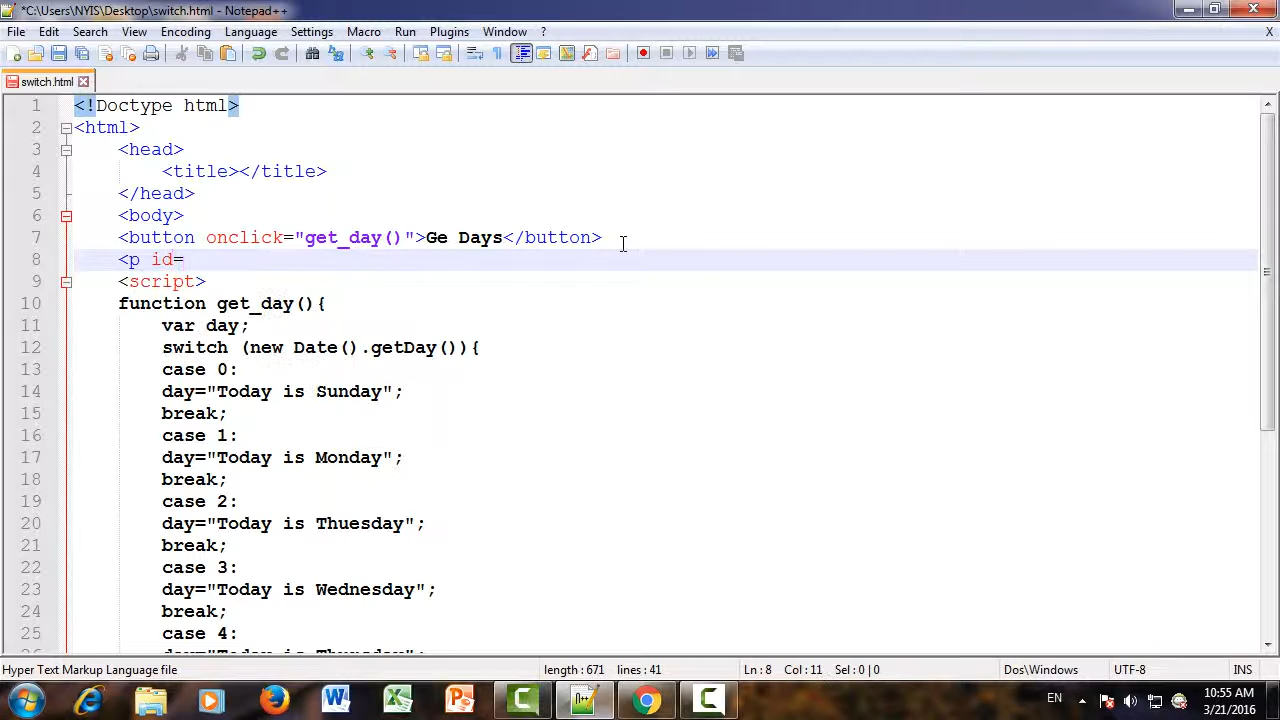 *C:\Users\NYIS\Desktop\switch.html - Notepad++
File Edit Search View Encoding Language Settings Macro Run Plugins Window ? X
switch.html
1 <!Doctype html>
2 <html>
3 <head>
4 <title></title>
5 </head>
6 <body>
7 <button onclick="get_day()">Ge Days</button>
8 <p id=
9 <script>
10 function get_day(){
11 var day;
12 switch (new Date().getDay()){
13 case 0:
14 day="Today is Sunday";
15 break;
16 case 1:
17 day="Today is Monday";
18 break;
19 case 2:
20 day="Today is Thuesday";
21 break;
22 case 3:
23 day="Today is Wednesday";
24 break;
25 case 4:
26 day="Today is Thursday";
Hyper Text Markup Language file length : 671 lines : 41 Ln : 8 Col : 11 Sel : 0 | 0 Dos\Windows UTF-8 INS
EN 10:55 AM
3/21/2016